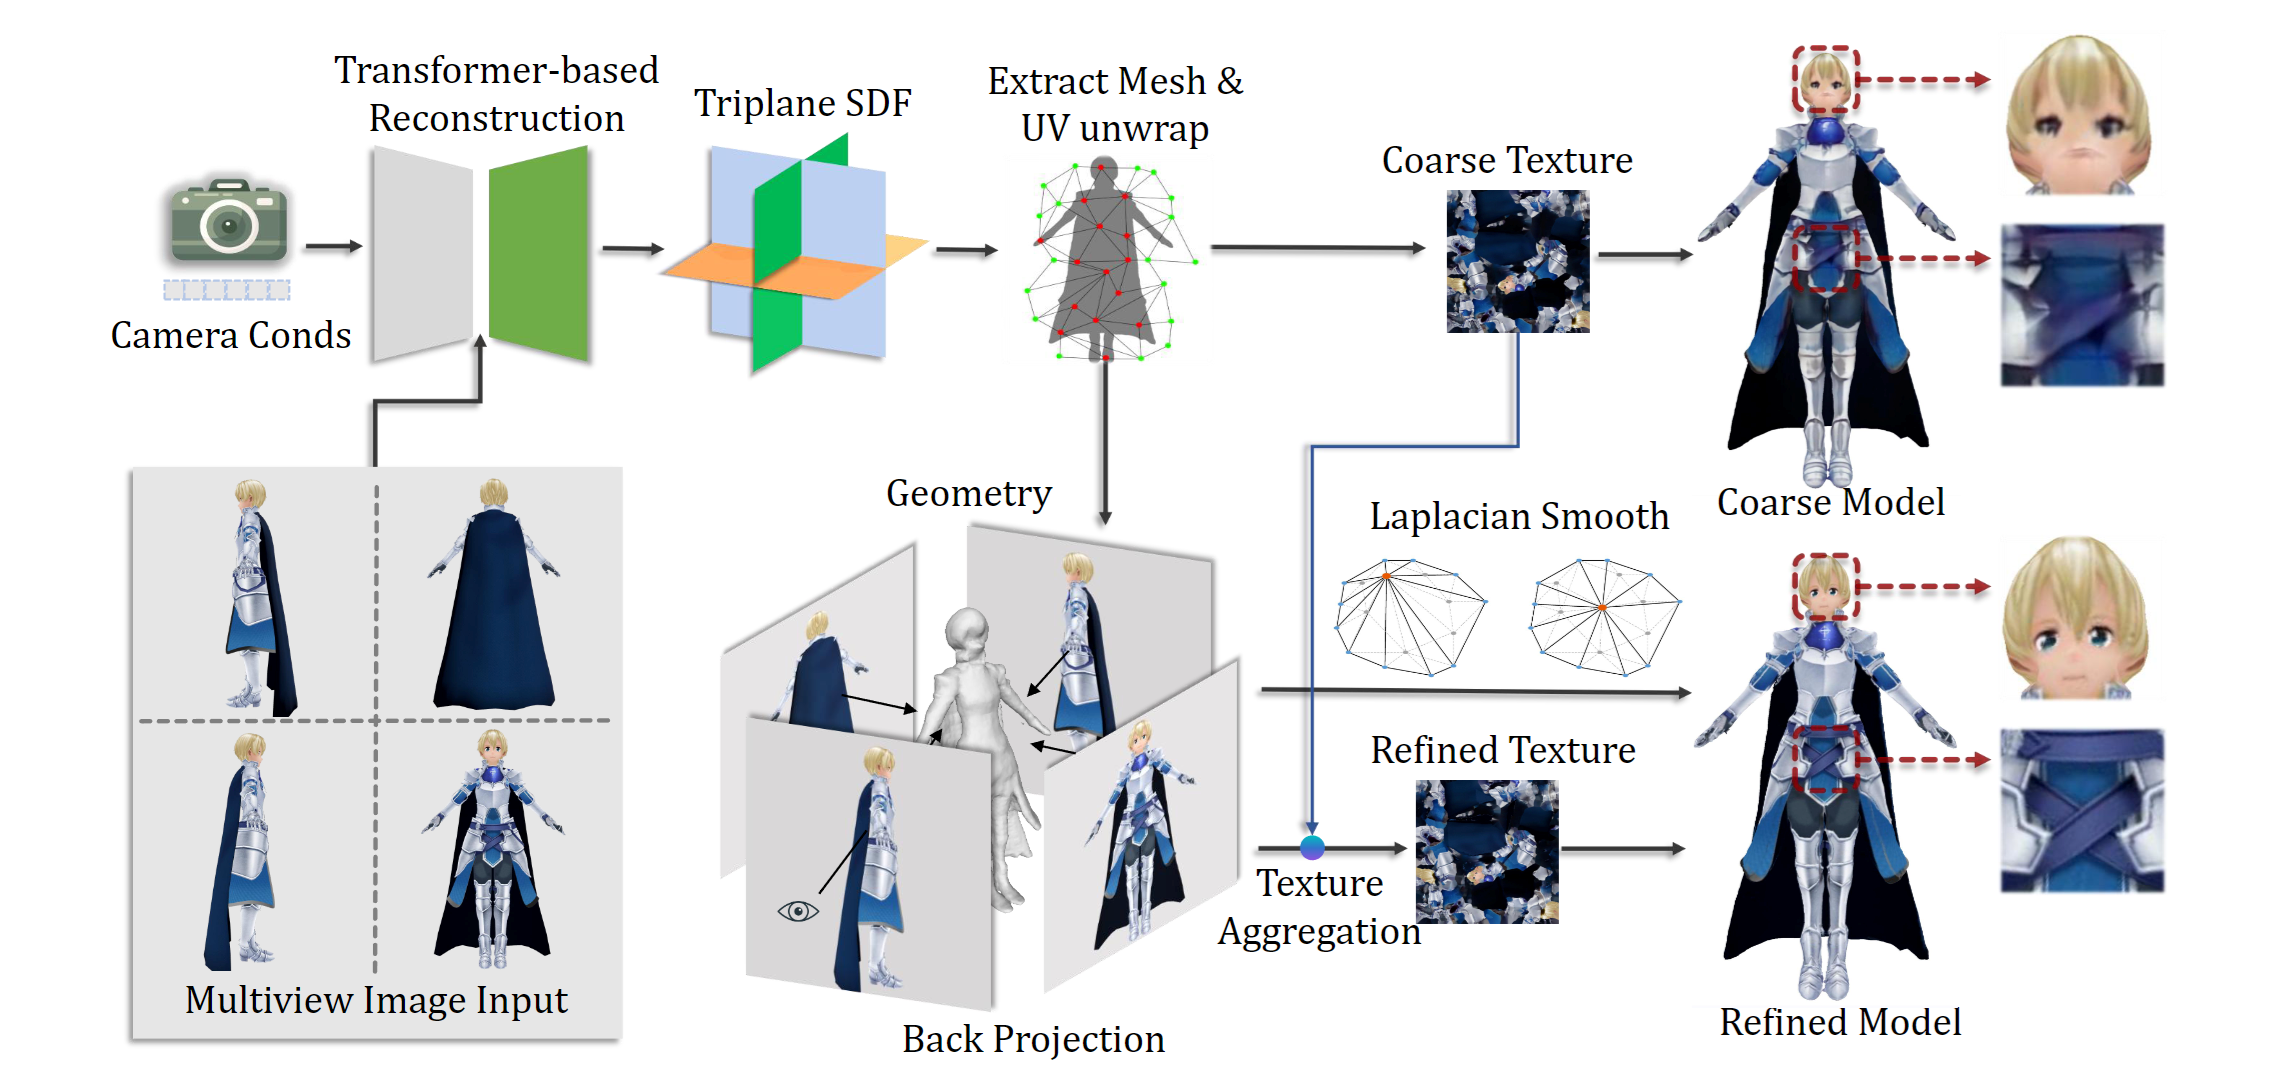 Transformer-based
Reconstruction
Triplane SDF
Extract Mesh &
UV unwrap
Coarse Texture
Camera Conds
Geometry
Laplacian Smooth
Coarse Model
Refined Texture
Texture
Aggregation
Multiview Image Input
Back Projection
Refined Model